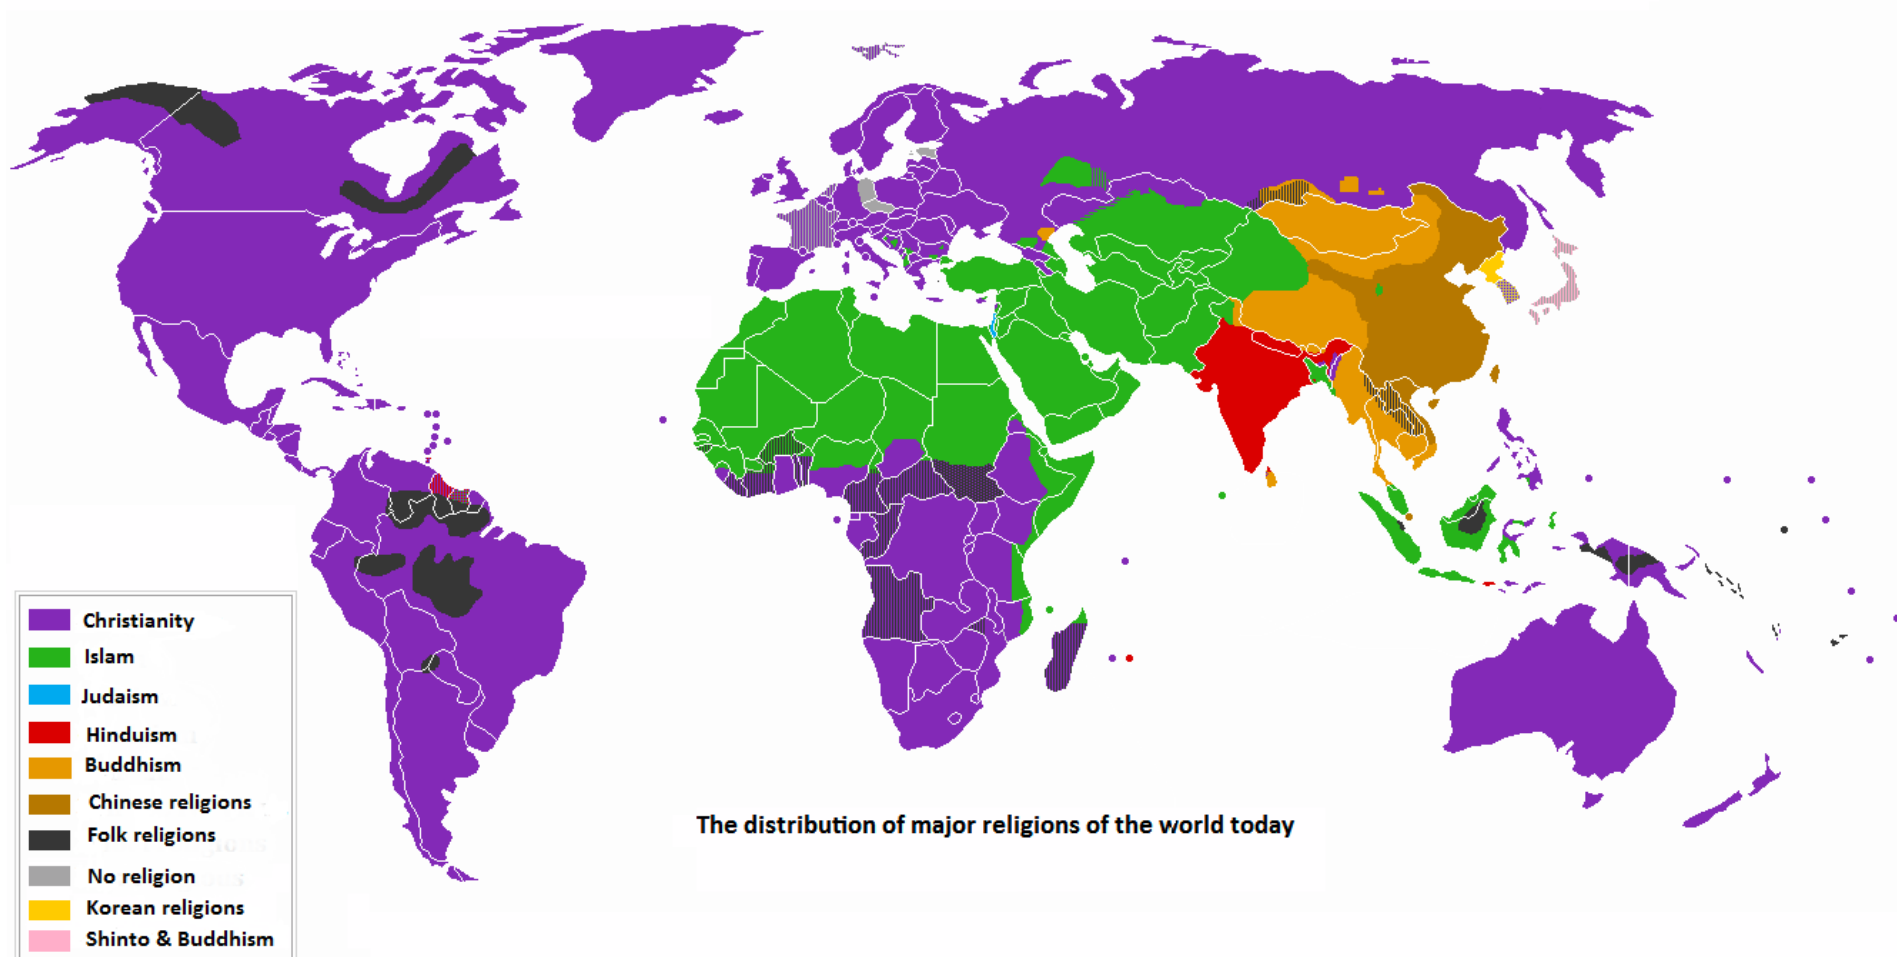 Christianity
Islam
Judaism
Hinduism
Buddhism
Chinese religions
Folk religions
No religion
Korean religions
Shinto & Buddhism
The distribution of major religions of the world today